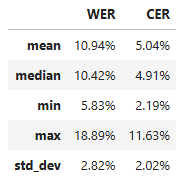 WER CER
mean 10.94% 5.04%
median 10.42% 4.91%
min 5.83% 2.19%
max 18.89% 11.63%
std_dev 2.82% 2.02%